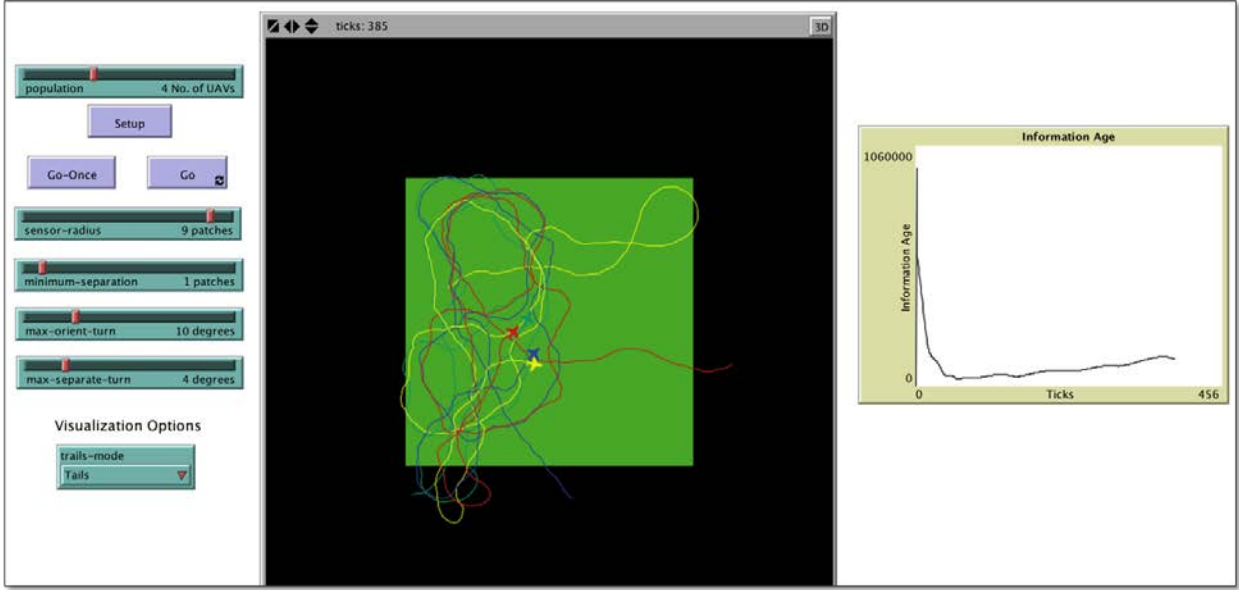 ticks: 385
3D
population 4 No. of UAVs
Setup
Go-Once
Go
sensor-radius 9 patches
minimum-separation 1 patches
max-orient-turn 10 degrees
max-separate-turn 4 degrees
Visualization Options
trails-mode
Tails
Information Age
1060000
Information Age
0
0 Ticks 456